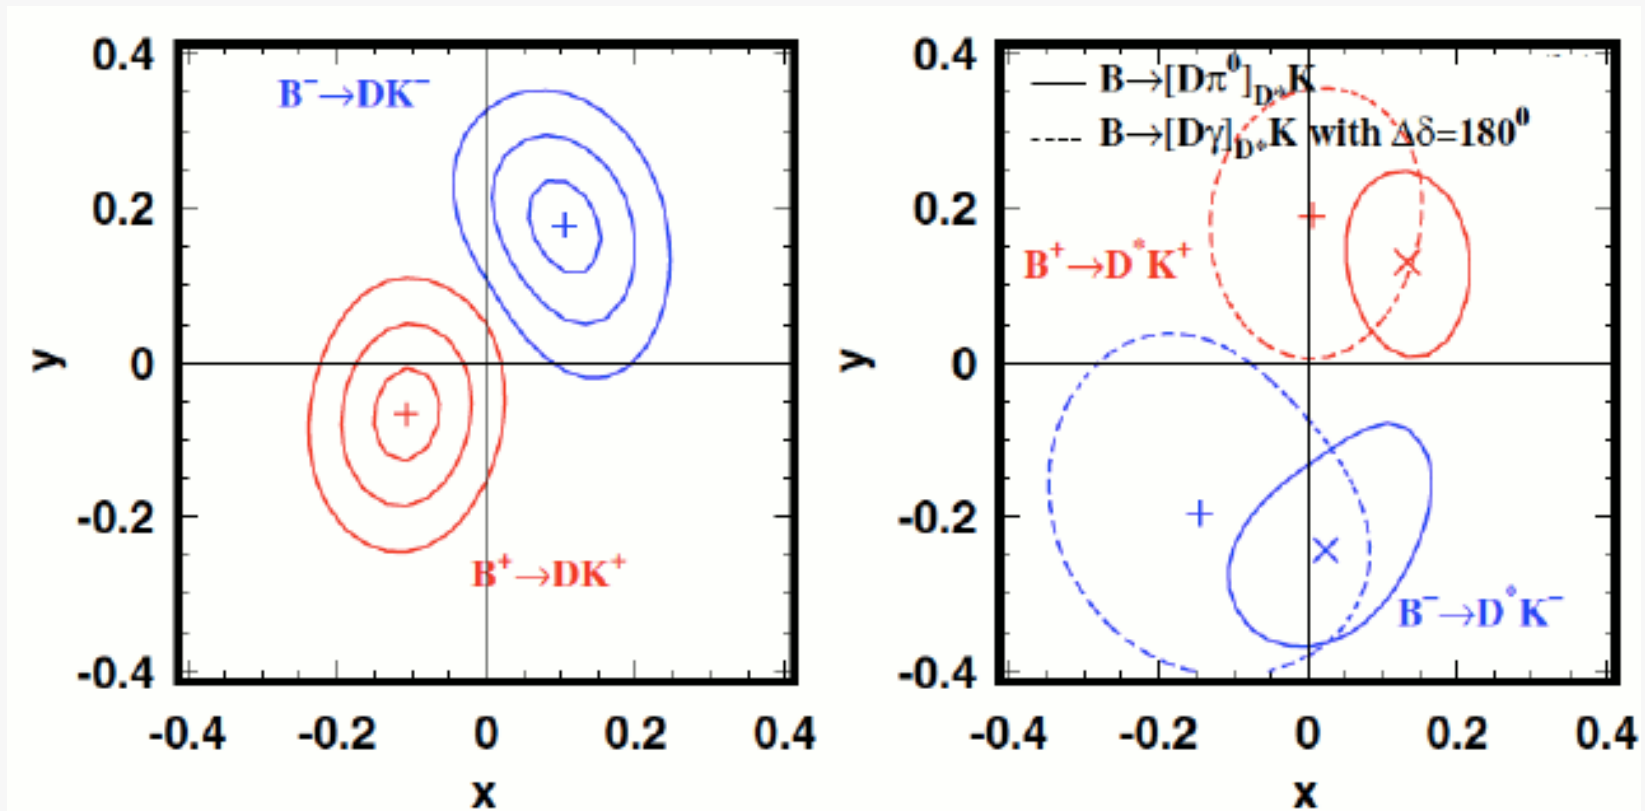 B⁻→DK⁻
B⁺→DK⁺
0.4
0.2
0
-0.2
-0.4
-0.4 -0.2 0 0.2 0.4
x
y
B→[Dπ⁰]D*K
B→[Dγ]D*K with Δδ=180⁰
B⁺→D*K⁺
B⁻→D*K⁻
0.4
0.2
0
-0.2
-0.4
-0.4 -0.2 0 0.2 0.4
x
y